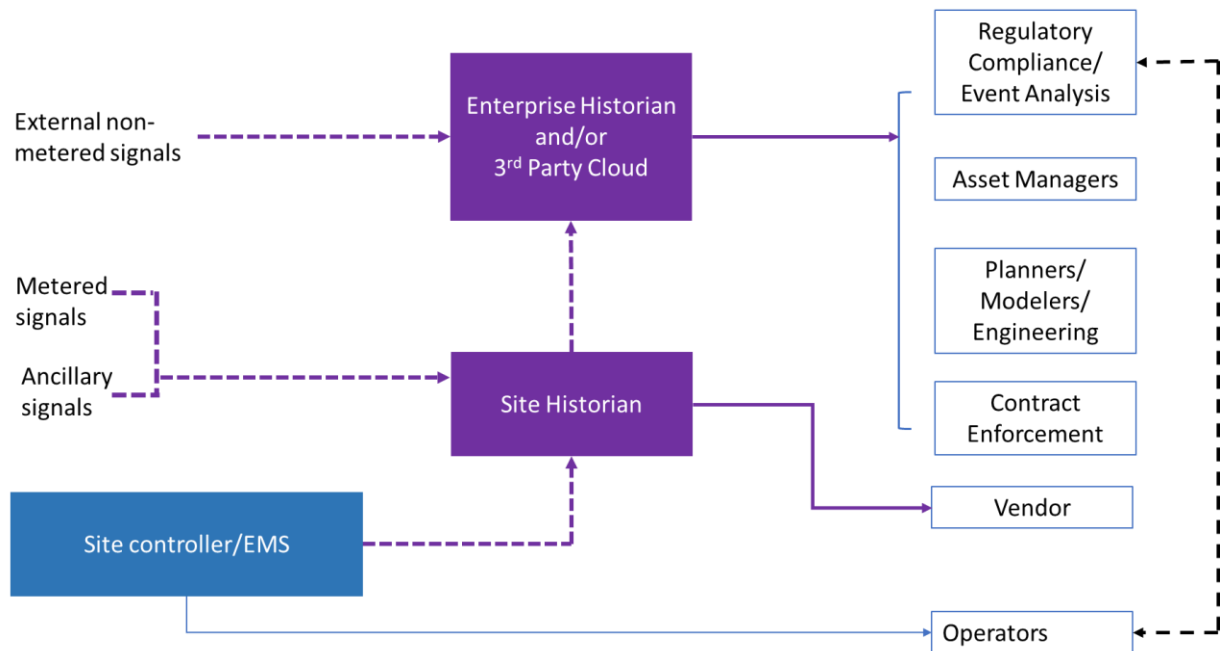 External non-
metered signals
Enterprise Historian
and/or
3rd Party Cloud
Regulatory
Compliance/
Event Analysis
Asset Managers
Planners/
Modelers/
Engineering
Metered
signals
Ancillary
signals
Site Historian
Contract
Enforcement
Vendor
Site controller/EMS
Operators